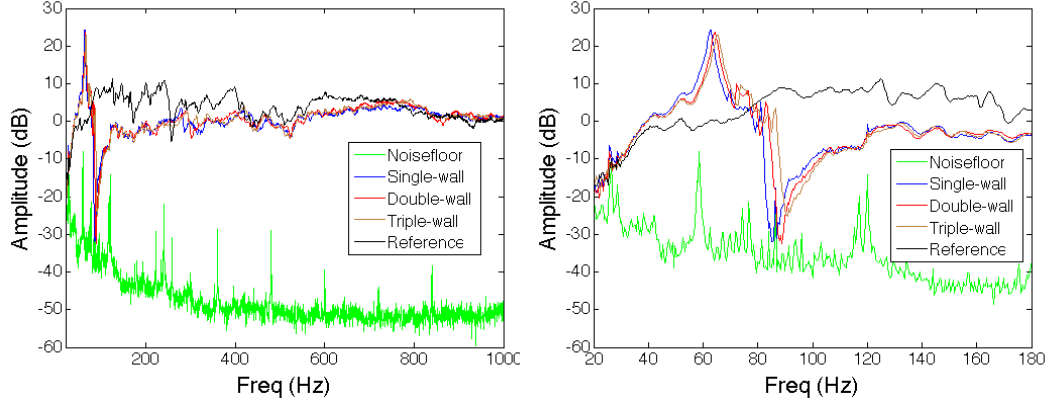 30
20
10
0
-10
-20
-30
-40
-50
-60
Amplitude (dB)
200
400
600
800
1000
Freq (Hz)
Noisefloor
Single-wall
Double-wall
Triple-wall
Reference
30
20
10
0
-10
-20
-30
-40
-50
-60
Amplitude (dB)
20
40
60
80
100
120
140
160
180
Freq (Hz)
Noisefloor
Single-wall
Double-wall
Triple-wall
Reference